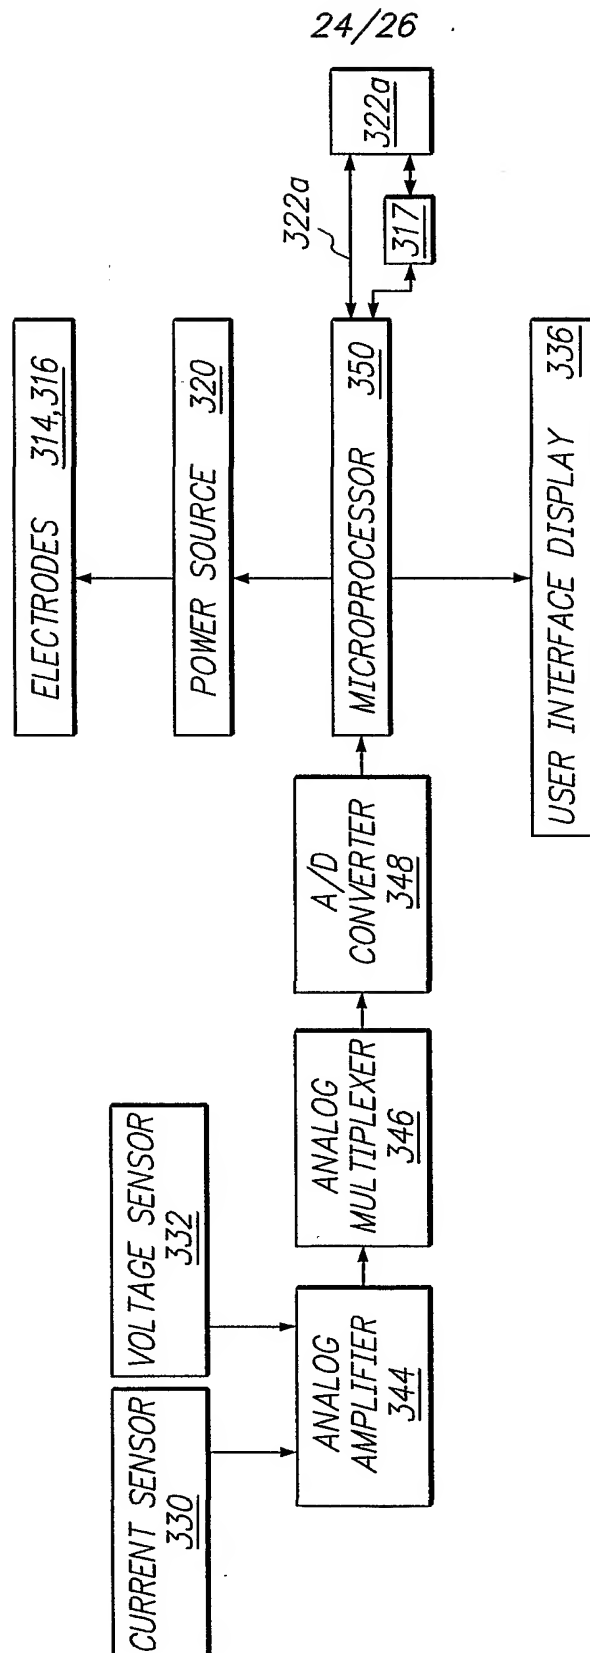 24/26
ELECTRODES 314,316
POWER SOURCE 320
MICROPROCESSOR 350
322a
317
322a
USER INTERFACE DISPLAY 336
A/D
CONVERTER
348
ANALOG
MULTIPLEXER
346
VOLTAGE SENSOR
332
CURRENT SENSOR
330
ANALOG
AMPLIFIER
344